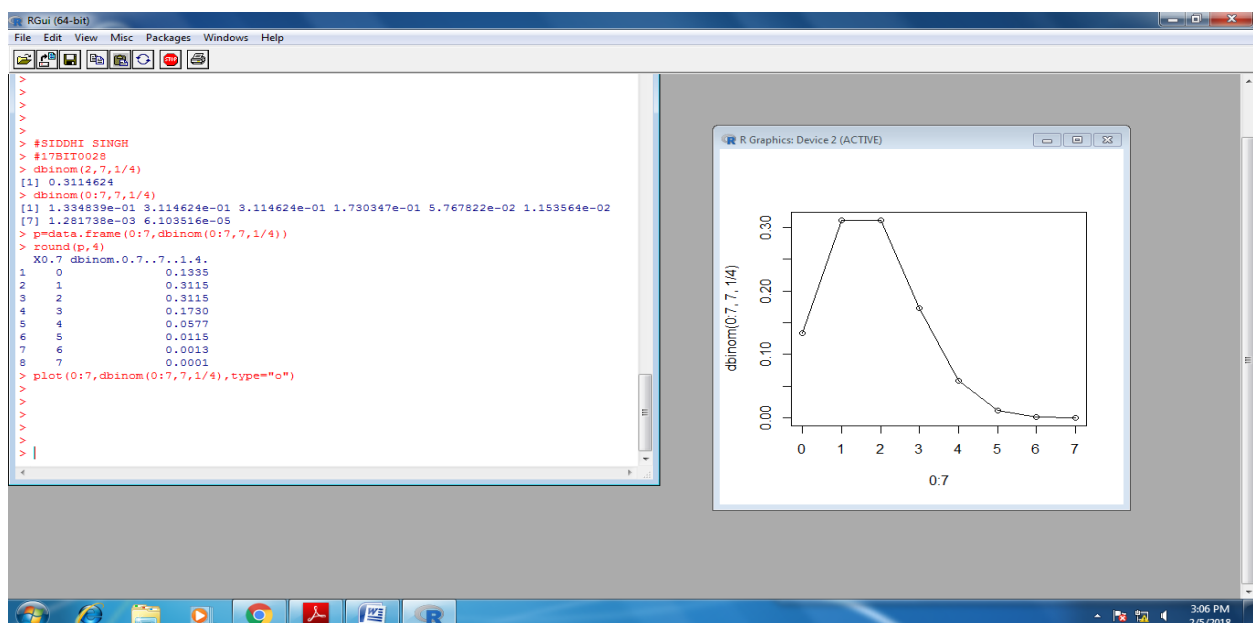 RGui (64-bit)
File Edit View Misc Packages Windows Help
STOP
>
>
>
>
>
> #SIDDHI SINGH
> #17BIT0028
> dbinom(2,7,1/4)
[1] 0.3114624
> dbinom(0:7,7,1/4)
[1] 1.334839e-01 3.114624e-01 3.114624e-01 1.730347e-01 5.767822e-02 1.153564e-02
[7] 1.281738e-03 6.103516e-05
> p=data.frame(0:7,dbinom(0:7,7,1/4))
> round(p,4)
X0.7 dbinom.0.7..7..1.4.
1 0 0.1335
2 1 0.3115
3 2 0.3115
4 3 0.1730
5 4 0.0577
6 5 0.0115
7 6 0.0013
8 7 0.0001
> plot(0:7,dbinom(0:7,7,1/4),type="o")
>
>
>
>
>
> |
R Graphics: Device 2 (ACTIVE)
dbinom(0:7, 7, 1/4)
0.30
0.20
0.10
0.00
0 1 2 3 4 5 6 7
0:7
3:06 PM
2/5/2018